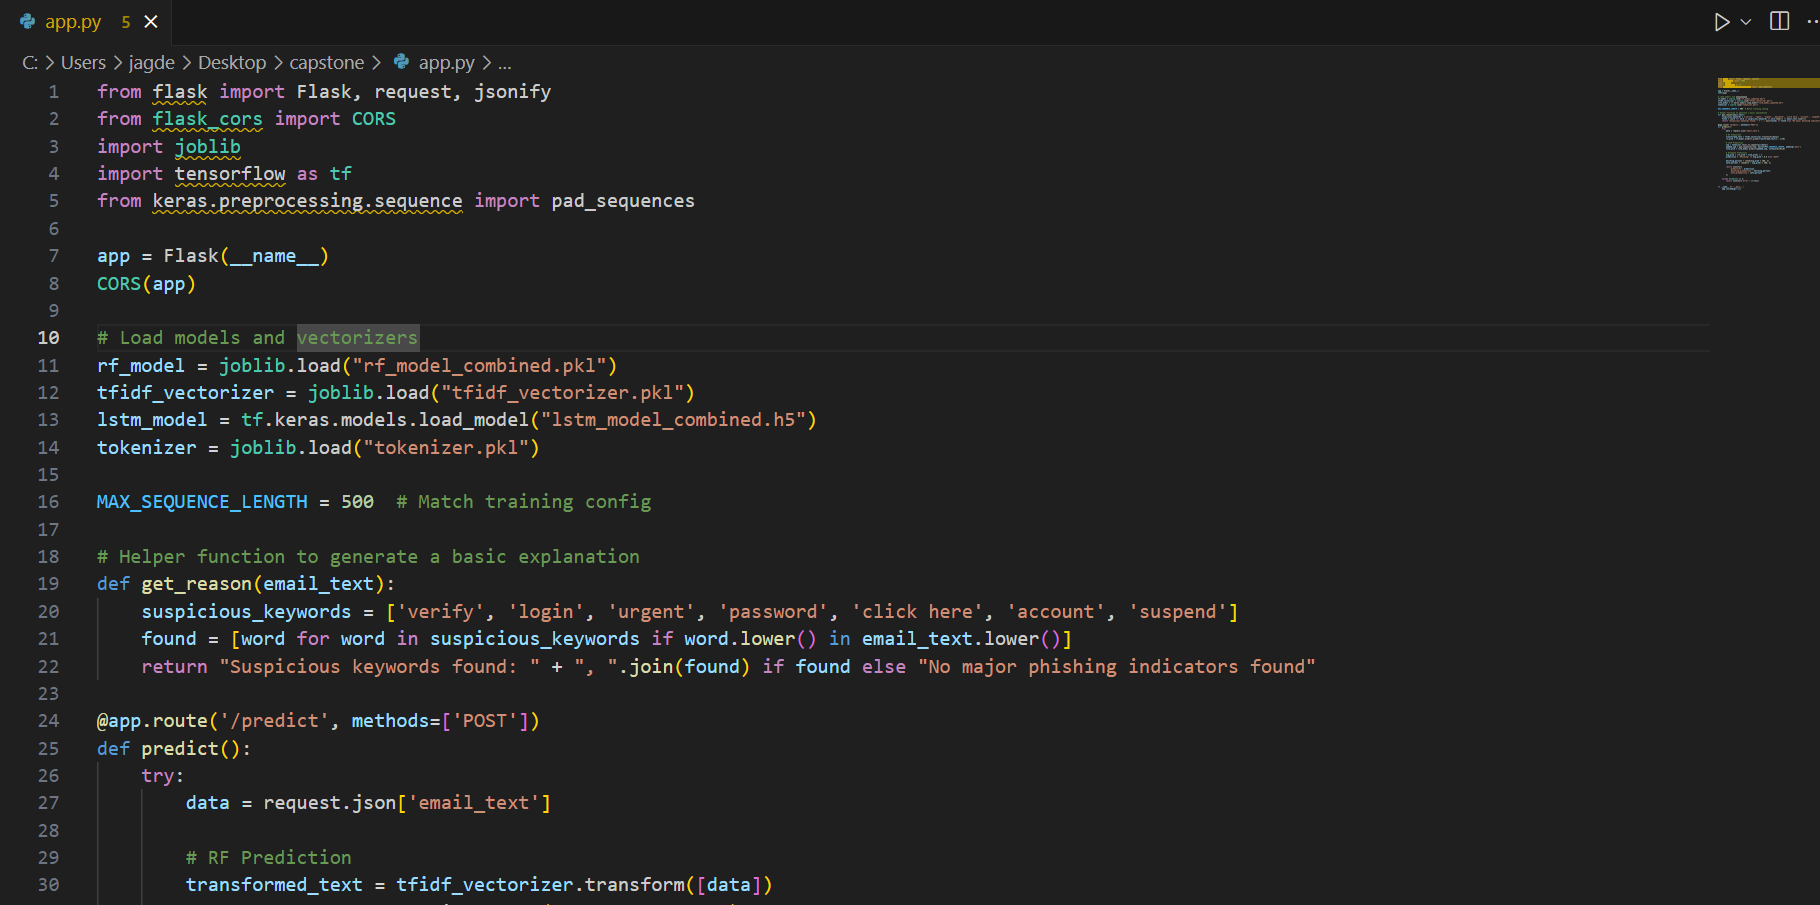 app.py 5
C: > Users > jagde > Desktop > capstone > app.py > ...
1 from flask import Flask, request, jsonify
2 from flask_cors import CORS
3 import joblib
4 import tensorflow as tf
5 from keras.preprocessing.sequence import pad_sequences
6
7 app = Flask(__name__)
8 CORS(app)
9
10 # Load models and vectorizers
11 rf_model = joblib.load("rf_model_combined.pkl")
12 tfidf_vectorizer = joblib.load("tfidf_vectorizer.pkl")
13 lstm_model = tf.keras.models.load_model("lstm_model_combined.h5")
14 tokenizer = joblib.load("tokenizer.pkl")
15
16 MAX_SEQUENCE_LENGTH = 500  # Match training config
17
18 # Helper function to generate a basic explanation
19 def get_reason(email_text):
20     suspicious_keywords = ['verify', 'login', 'urgent', 'password', 'click here', 'account', 'suspend']
21     found = [word for word in suspicious_keywords if word.lower() in email_text.lower()]
22     return "Suspicious keywords found: " + ", ".join(found) if found else "No major phishing indicators found"
23
24 @app.route('/predict', methods=['POST'])
25 def predict():
26     try:
27         data = request.json['email_text']
28
29         # RF Prediction
30         transformed_text = tfidf_vectorizer.transform([data])